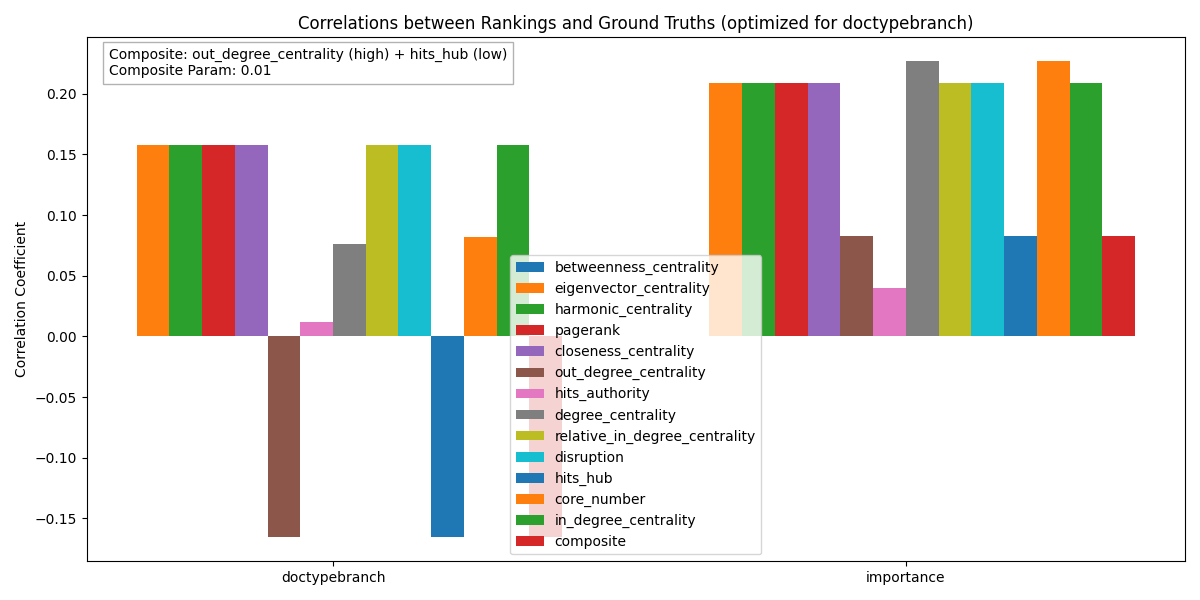 Correlations between Rankings and Ground Truths (optimized for doctypebranch)
Composite: out_degree_centrality (high) + hits_hub (low)
Composite Param: 0.01
Correlation Coefficient
0.20
0.15
0.10
0.05
0.00
−0.05
−0.10
−0.15
betweenness_centrality
eigenvector_centrality
harmonic_centrality
pagerank
closeness_centrality
out_degree_centrality
hits_authority
degree_centrality
relative_in_degree_centrality
disruption
hits_hub
core_number
in_degree_centrality
composite
doctypebranch
importance